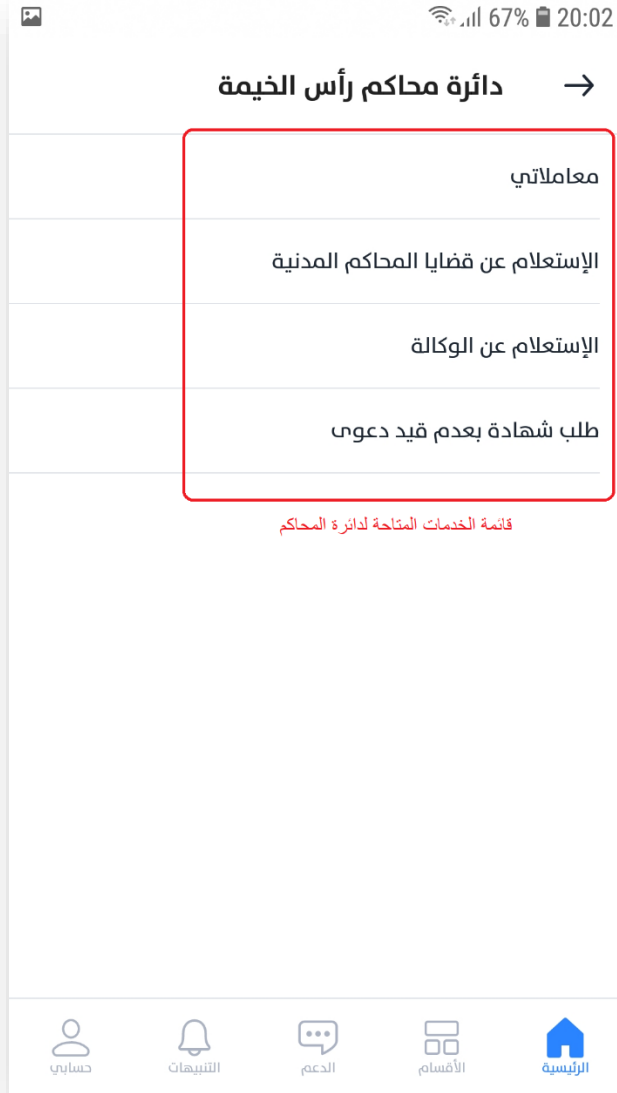 67% 20:02
دائرة محاكم رأس الخيمة
معاملاتي
الإستعلام عن قضايا المحاكم المدنية
الإستعلام عن الوكالة
طلب شهادة بعدم قيد دعوى
قائمة الخدمات المتاحة لدائرة المحاكم
الرئيسية الأقسام الدعم التنبيهات حسابي